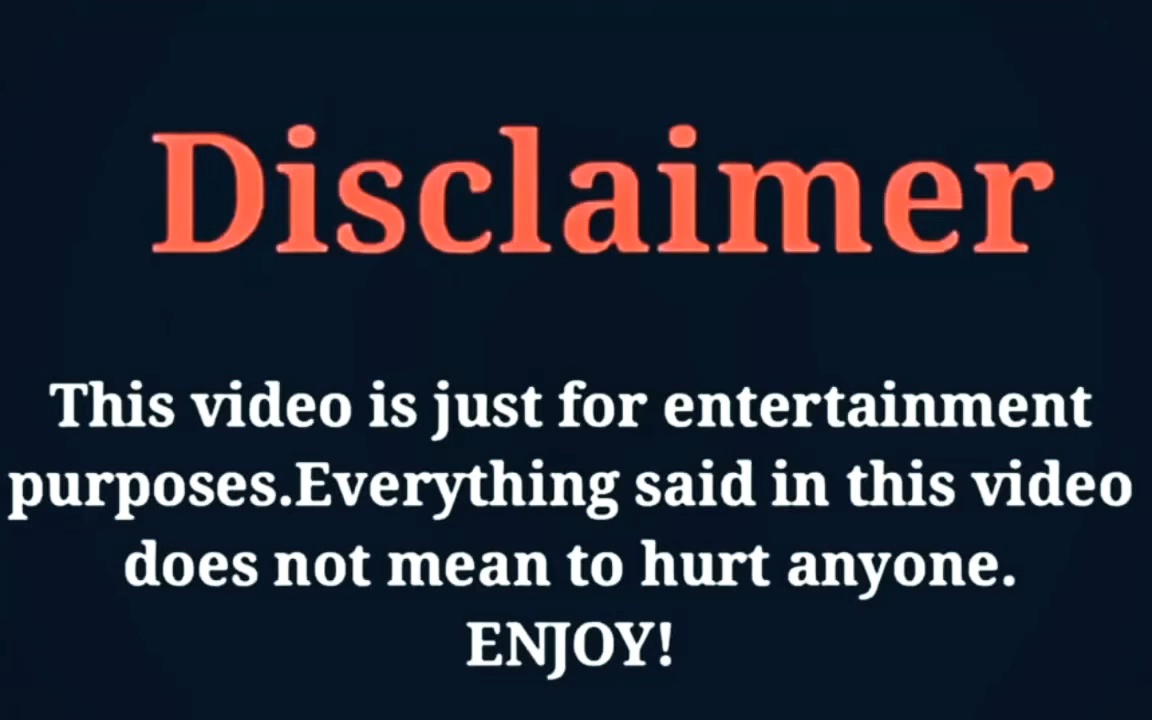 Disclaimer
This video is just for entertainment
purposes.Everything said in this video
does not mean to hurt anyone.
ENJOY!